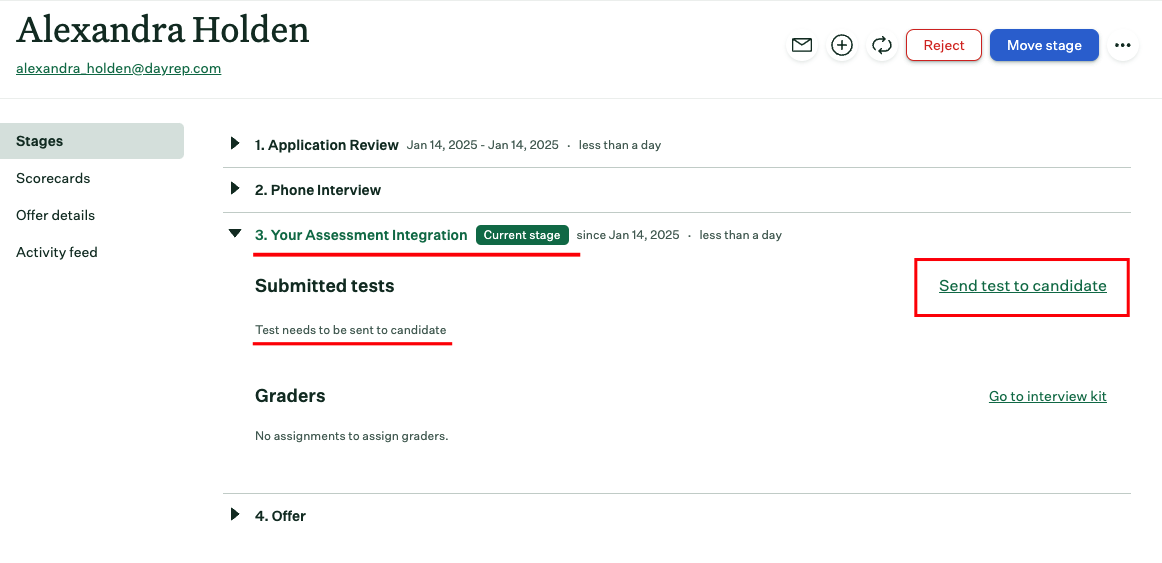 Alexandra Holden
alexandra_holden@dayrep.com
Reject
Move stage
Stages
Scorecards
Offer details
Activity feed
1. Application Review Jan 14, 2025 - Jan 14, 2025 · less than a day
2. Phone Interview
3. Your Assessment Integration Current stage since Jan 14, 2025 · less than a day
Submitted tests
Send test to candidate
Test needs to be sent to candidate
Graders
Go to interview kit
No assignments to assign graders.
4. Offer